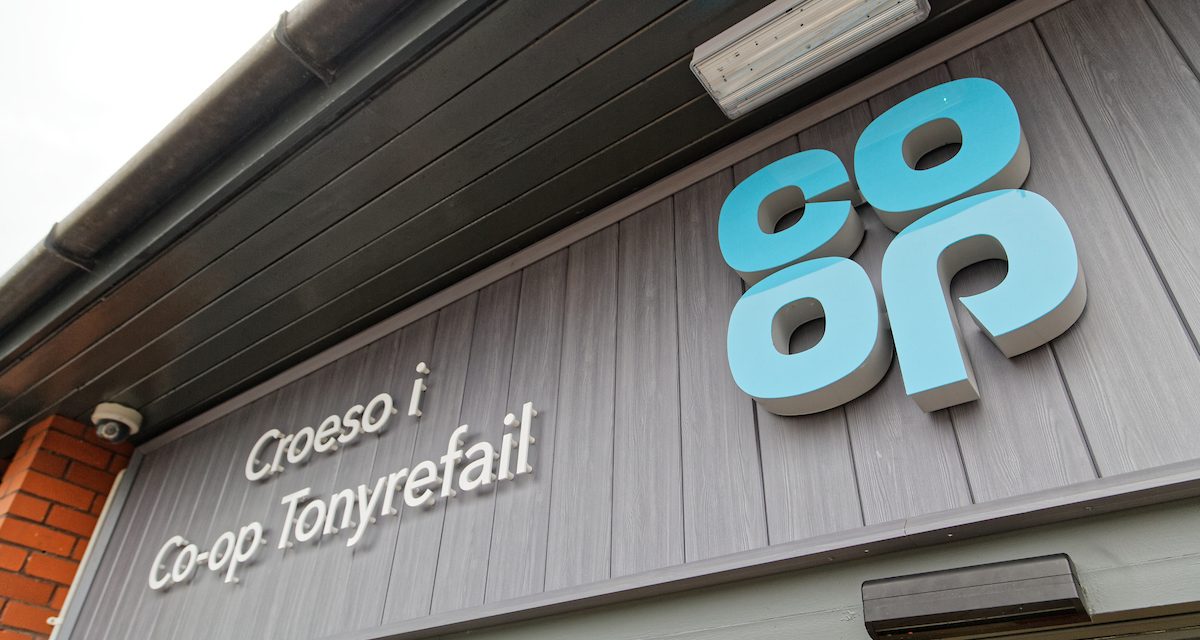 Croeso i
Co-op Tonyrefail
co
op